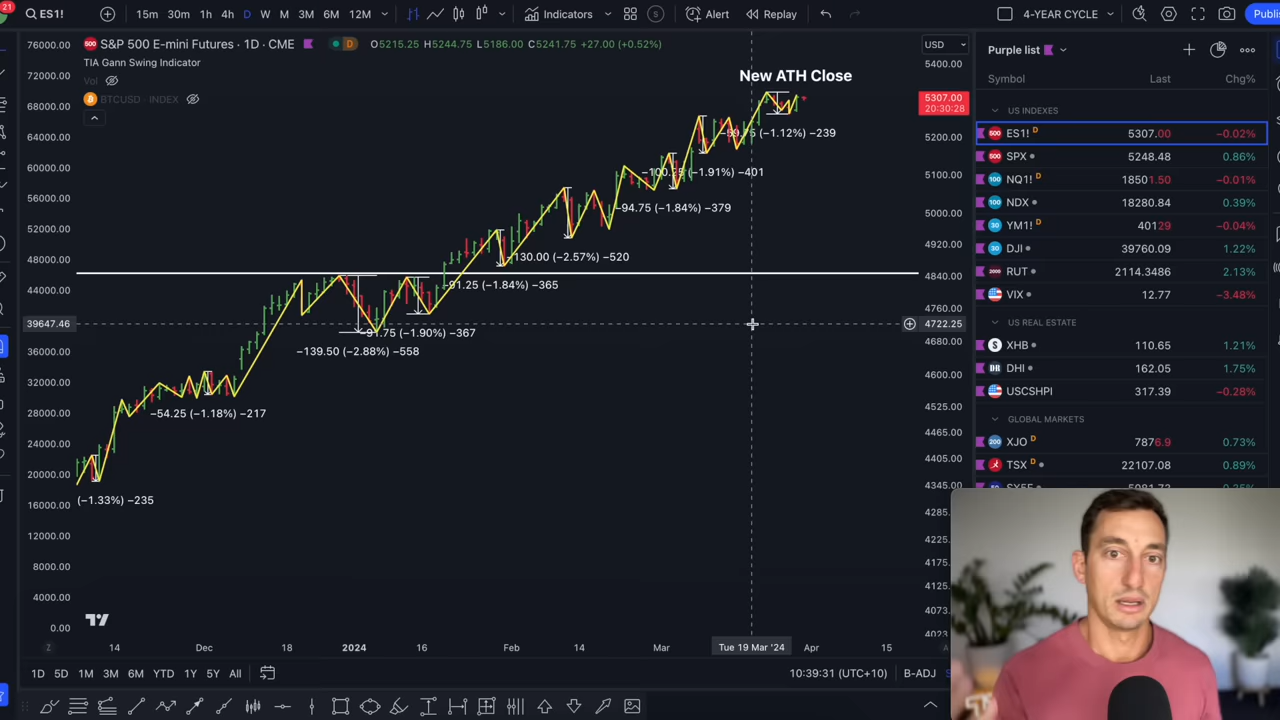 ES1!
15m 30m 1h 4h D W M 3M 6M 12M
Indicators
Alert
Replay
4-YEAR CYCLE
Publi
S&P 500 E-mini Futures · 1D · CME
D
O5215.25 H5244.75 L5186.00 C5241.75 +27.00 (+0.52%)
TIA Gann Swing Indicator
Vol
BTCUSD · INDEX
USD
New ATH Close
76000.00
72000.00
68000.00
64000.00
60000.00
56000.00
52000.00
48000.00
44000.00
39647.46
36000.00
32000.00
28000.00
24000.00
20000.00
16000.00
12000.00
8000.00
4000.00
0.00
−59.75 (−1.12%) −239
−100.25 (−1.91%) −401
−94.75 (−1.84%) −379
−130.00 (−2.57%) −520
−91.25 (−1.84%) −365
−91.75 (−1.90%) −367
−139.50 (−2.88%) −558
−54.25 (−1.18%) −217
(−1.33%) −235
5400.00
5307.00
20:30:28
5200.00
5100.00
5000.00
4920.00
4840.00
4760.00
4722.25
4680.00
4600.00
4525.00
4465.00
4405.00
4345.00
4285.
4230.
4175.
4125.
4073.
4023
14 Dec 18 2024 16 Feb 14 Mar Tue 19 Mar '24 Apr 15
1D 5D 1M 3M 6M YTD 1Y 5Y All
10:39:31 (UTC+10)
B-ADJ
Purple list
Symbol Last Chg%
US INDEXES
ES1! D 5307.00 −0.02%
SPX 5248.48 0.86%
NQ1! D 18501.50 −0.01%
NDX 18280.84 0.39%
YM1! D 40129 −0.04%
DJI 39760.09 1.22%
RUT 2114.3486 2.13%
VIX 12.77 −3.48%
US REAL ESTATE
XHB 110.65 1.21%
DHI 162.05 1.75%
USCSHPI 317.39 −0.28%
GLOBAL MARKETS
XJO D 7876.9 0.73%
TSX 22107.08 0.89%